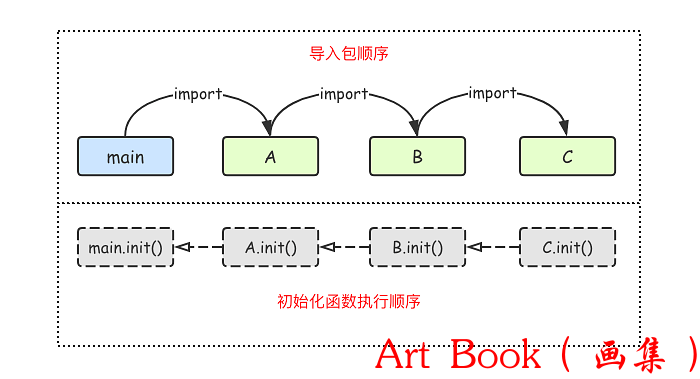 导入包顺序
import import import
main A B C
main.init() A.init() B.init() C.init()
初始化函数执行顺序
Art Book ( 画集 )